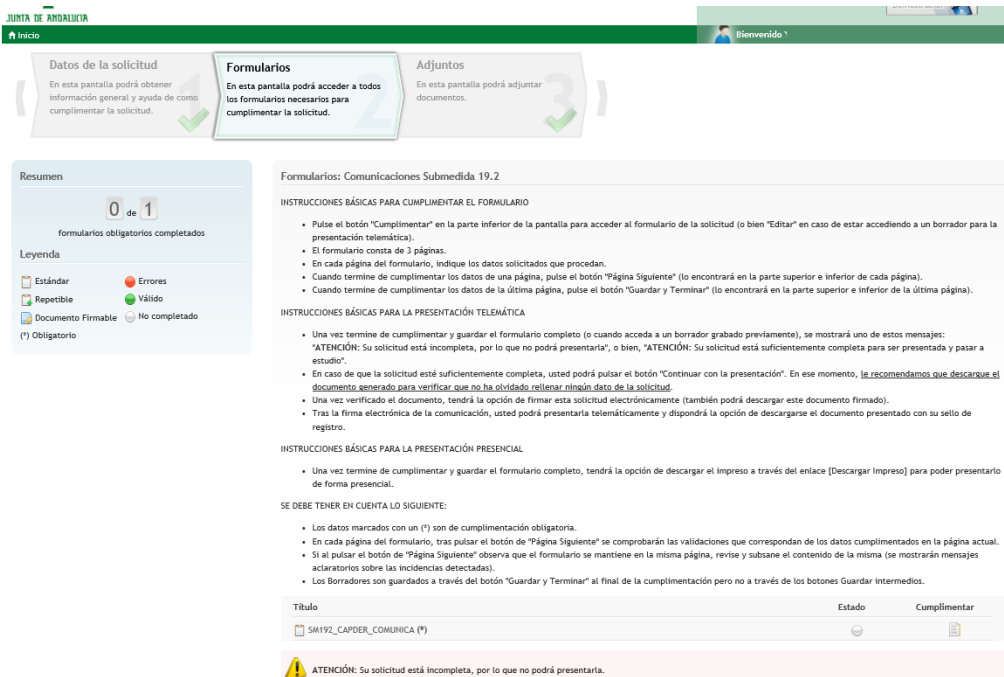 JUNTA DE ANDALUCIA
Inicio
Bienvenido
Datos de la solicitud
En esta pantalla podrá obtener
información general y ayuda de como
cumplimentar la solicitud.
1
Formularios
En esta pantalla podrá acceder a todos
los formularios necesarios para
cumplimentar la solicitud.
2
Adjuntos
En esta pantalla podrá adjuntar
documentos.
3
Resumen
0 de 1
formularios obligatorios completados
Leyenda
Estándar
Errores
Repetible
Válido
Documento Firmable
No completado
(*) Obligatorio
Formularios: Comunicaciones Submedida 19.2
INSTRUCCIONES BÁSICAS PARA CUMPLIMENTAR EL FORMULARIO
• Pulse el botón "Cumplimentar" en la parte inferior de la pantalla para acceder al formulario de la solicitud (o bien "Editar" en caso de estar accediendo a un borrador para la
presentación telemática).
• El formulario consta de 3 páginas.
• En cada página del formulario, indique los datos solicitados que procedan.
• Cuando termine de cumplimentar los datos de una página, pulse el botón "Página Siguiente" (lo encontrará en la parte superior e inferior de cada página).
• Cuando termine de cumplimentar los datos de la última página, pulse el botón "Guardar y Terminar" (lo encontrará en la parte superior e inferior de la última página).
INSTRUCCIONES BÁSICAS PARA LA PRESENTACIÓN TELEMÁTICA
• Una vez termine de cumplimentar y guardar el formulario completo (o cuando acceda a un borrador grabado previamente), se mostrará uno de estos mensajes:
"ATENCIÓN: Su solicitud está incompleta, por lo que no podrá presentarla", o bien, "ATENCIÓN: Su solicitud está suficientemente completa para ser presentada y pasar a
estudio".
• En caso de que la solicitud esté suficientemente completa, usted podrá pulsar el botón "Continuar con la presentación". En ese momento, le recomendamos que descargue el
documento generado para verificar que no ha olvidado rellenar ningún dato de la solicitud.
• Una vez verificado el documento, tendrá la opción de firmar esta solicitud electrónicamente (también podrá descargar este documento firmado).
• Tras la firma electrónica de la comunicación, usted podrá presentarla telemáticamente y dispondrá la opción de descargarse el documento presentado con su sello de
registro.
INSTRUCCIONES BÁSICAS PARA LA PRESENTACIÓN PRESENCIAL
• Una vez termine de cumplimentar y guardar el formulario completo, tendrá la opción de descargar el impreso a través del enlace [Descargar Impreso] para poder presentarlo
de forma presencial.
SE DEBE TENER EN CUENTA LO SIGUIENTE:
• Los datos marcados con un (*) son de cumplimentación obligatoria.
• En cada página del formulario, tras pulsar el botón de "Página Siguiente" se comprobarán las validaciones que correspondan de los datos cumplimentados en la página actual.
• Si al pulsar el botón de "Página Siguiente" observa que el formulario se mantiene en la misma página, revise y subsane el contenido de la misma (se mostrarán mensajes
aclaratorios sobre las incidencias detectadas).
• Los Borradores son guardados a través del botón "Guardar y Terminar" al final de la cumplimentación pero no a través de los botones Guardar intermedios.
Título Estado Cumplimentar
SM192_CAPDER_COMUNICA (*)
ATENCIÓN: Su solicitud está incompleta, por lo que no podrá presentarla.